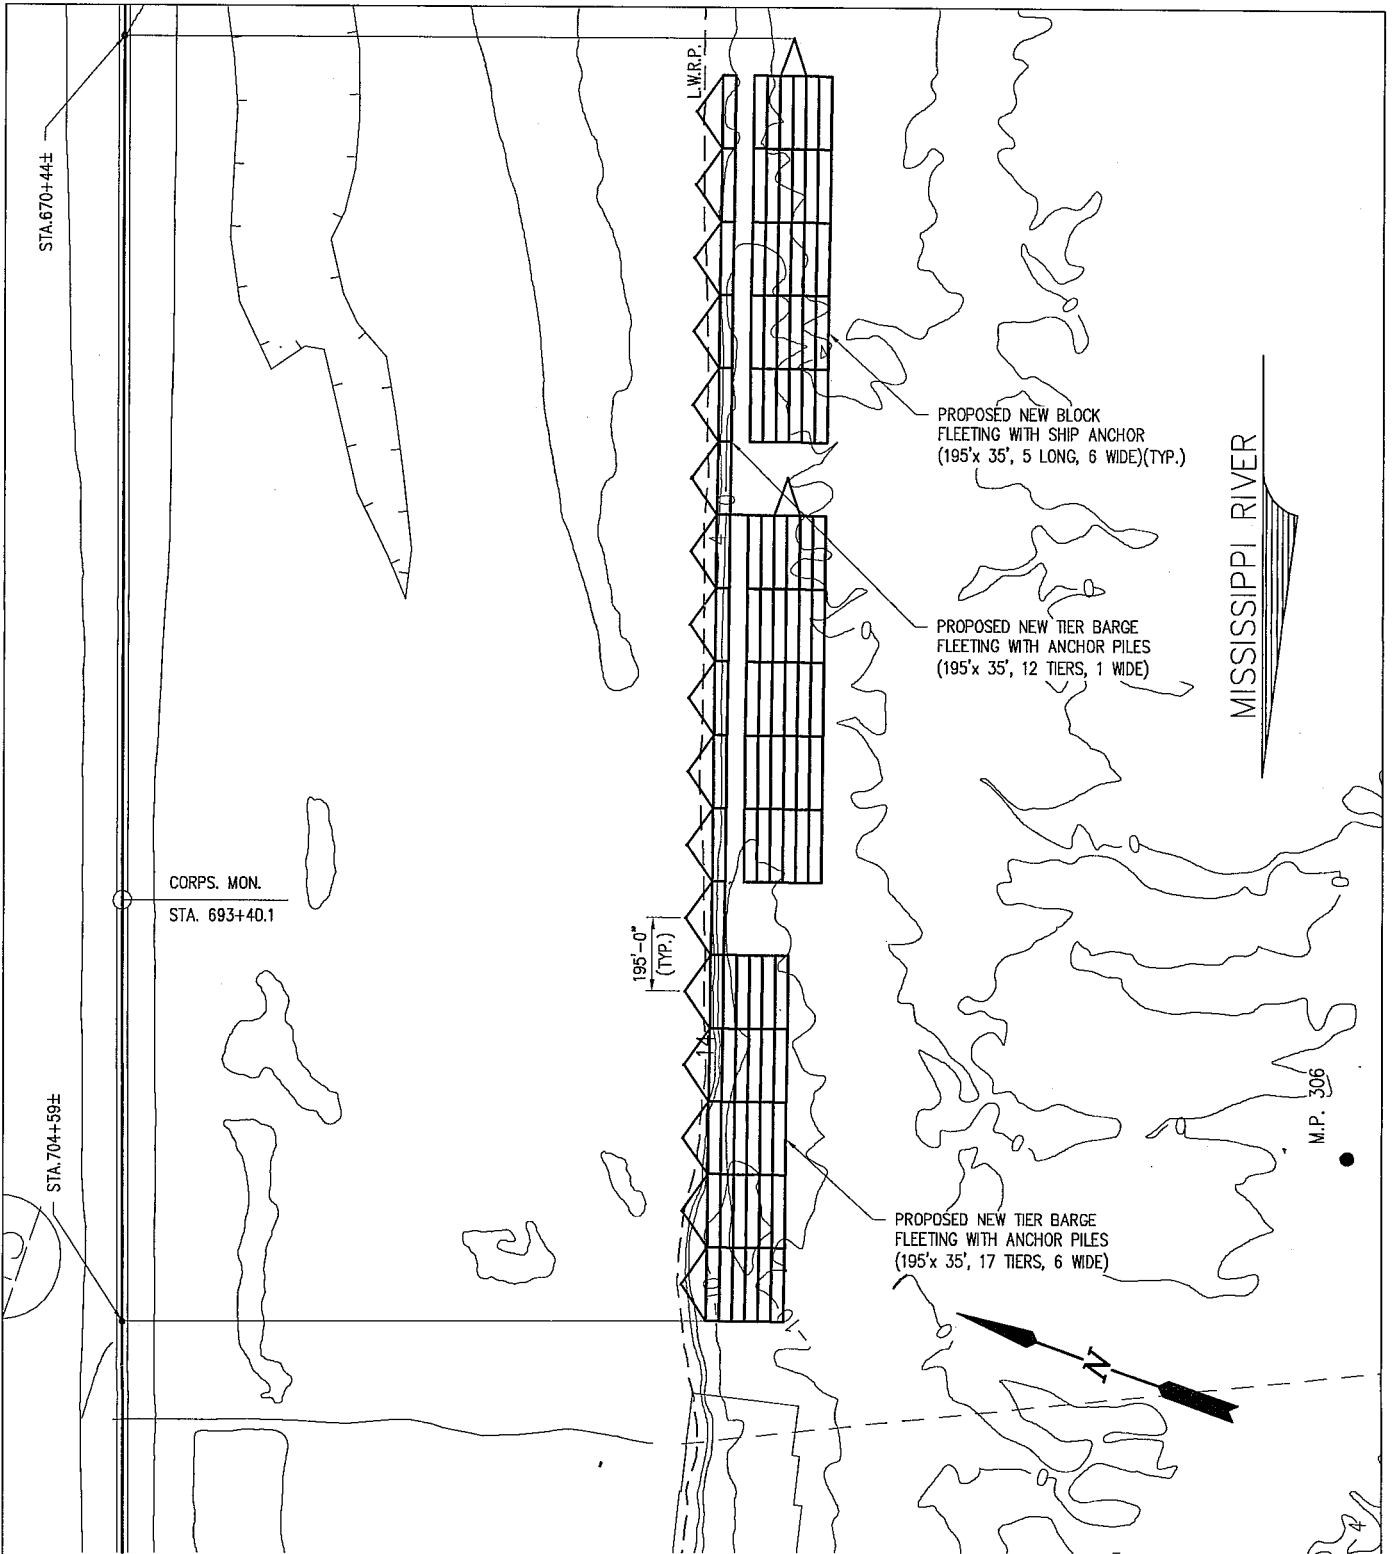 STA.670+44±
L.W.R.P.
PROPOSED NEW BLOCK
FLEETING WITH SHIP ANCHOR
(195'x 35', 5 LONG, 6 WIDE)(TYP.)
MISSISSIPPI RIVER
PROPOSED NEW TIER BARGE
FLEETING WITH ANCHOR PILES
(195'x 35', 12 TIERS, 1 WIDE)
CORPS. MON.
STA. 693+40.1
195'-0"
(TYP.)
STA.704+59±
M.P. 306
PROPOSED NEW TIER BARGE
FLEETING WITH ANCHOR PILES
(195'x 35', 17 TIERS, 6 WIDE)
N